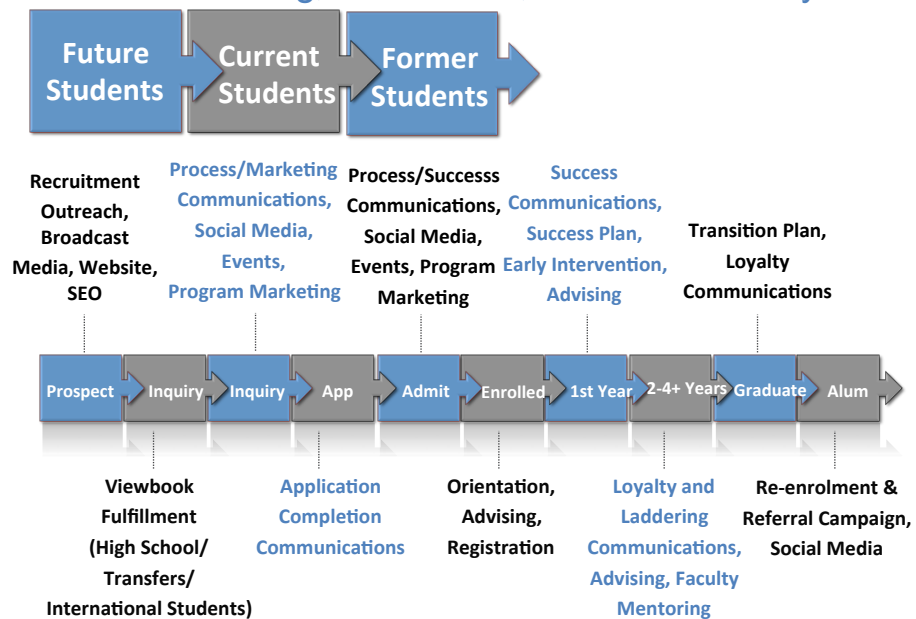 Future
Students
Current
Students
Former
Students
Recruitment
Outreach,
Broadcast
Media, Website,
SEO
Process/Marketing
Communications,
Social Media,
Events,
Program Marketing
Process/Successs
Communications,
Social Media,
Events, Program
Marketing
Success
Communications,
Success Plan,
Early Intervention,
Advising
Transition Plan,
Loyalty
Communications
Prospect
Inquiry
Inquiry
App
Admit
Enrolled
1st Year
2-4+ Years
Graduate
Alum
Viewbook
Fulfillment
(High School/
Transfers/
International Students)
Application
Completion
Communications
Orientation,
Advising,
Registration
Loyalty and
Laddering
Communications,
Advising, Faculty
Mentoring
Re-enrolment &
Referral Campaign,
Social Media